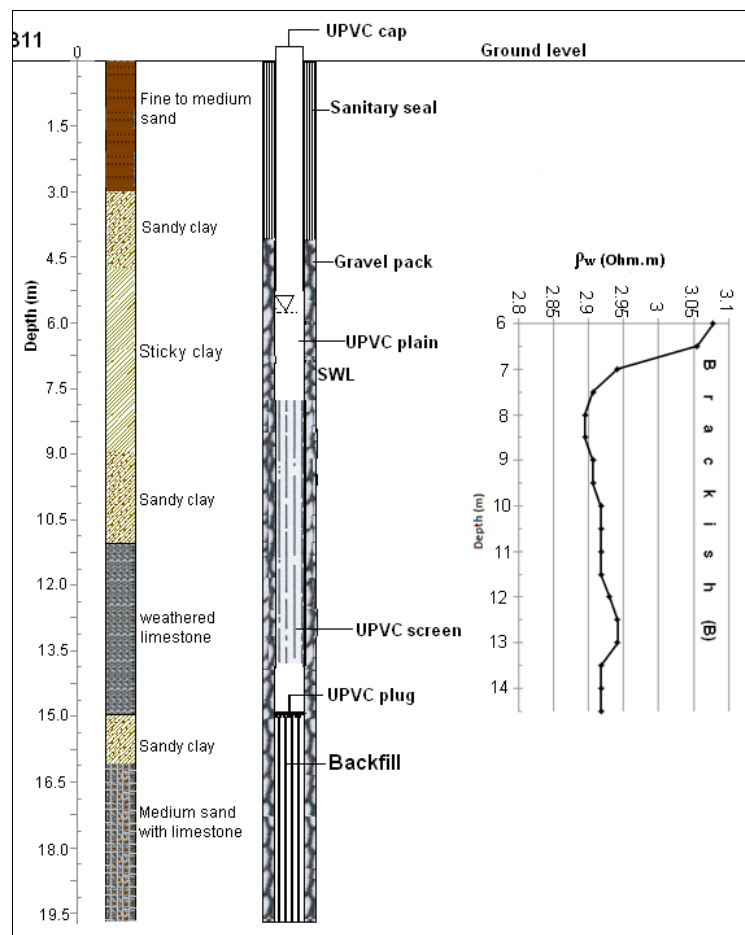 B11
UPVC cap
Ground level
0
1.5
3.0
4.5
6.0
7.5
9.0
10.5
12.0
13.5
15.0
16.5
18.0
19.5
Depth (m)
Fine to medium
sand
Sandy clay
Sticky clay
Sandy clay
weathered
limestone
Sandy clay
Medium sand
with limestone
Sanitary seal
Gravel pack
UPVC plain
SWL
UPVC screen
UPVC plug
Backfill
ρw (Ohm.m)
2.8
2.85
2.9
2.95
3
3.05
3.1
6
7
8
9
10
11
12
13
14
Depth (m)
Brackish (B)